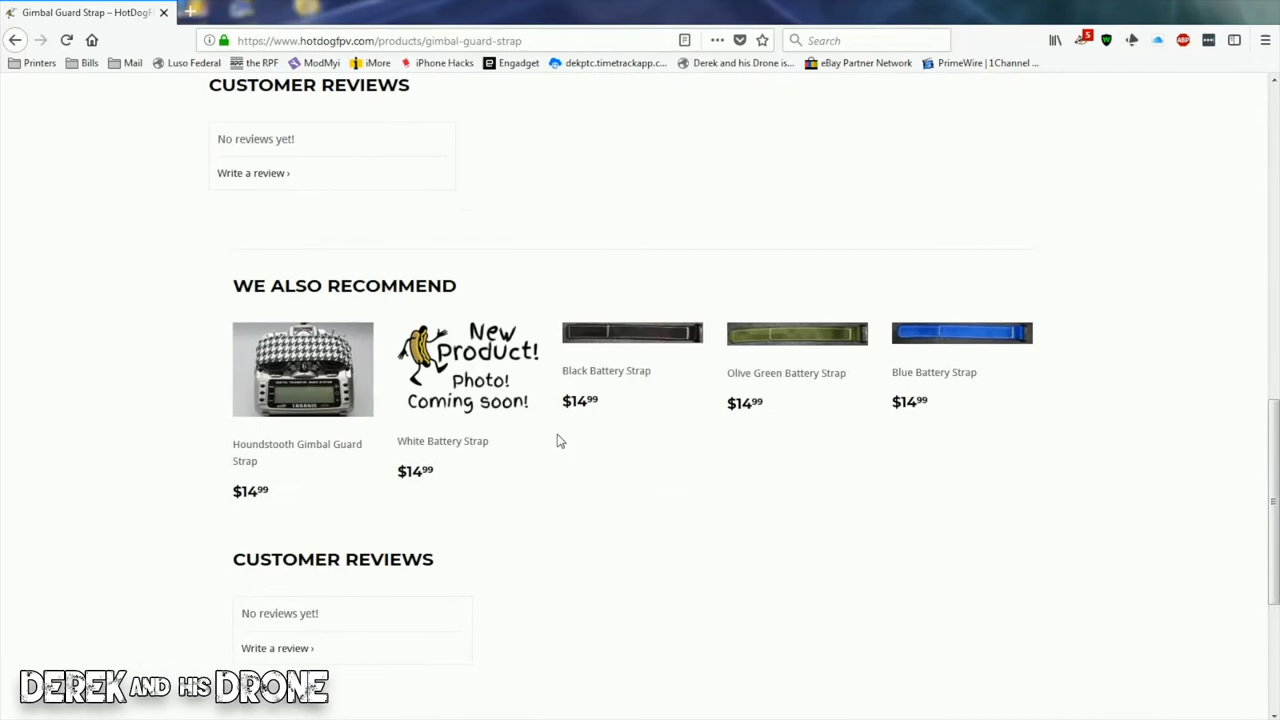 Gimbal Guard Strap – HotDogF
https://www.hotdogfpv.com/products/gimbal-guard-strap
Search
5
ABP
Printers
Bills
Mail
Luso Federal
the RPF
ModMyi
iMore
iPhone Hacks
Engadget
dekptc.timetrackapp.c...
Derek and his Drone is...
eBay Partner Network
PrimeWire | 1Channel ...
CUSTOMER REVIEWS
No reviews yet!
Write a review ›
WE ALSO RECOMMEND
New
Product!
Photo!
Coming soon!
TARANIS
Houndstooth Gimbal Guard
Strap
$14.99
White Battery Strap
$14.99
Black Battery Strap
$14.99
Olive Green Battery Strap
$14.99
Blue Battery Strap
$14.99
CUSTOMER REVIEWS
No reviews yet!
Write a review ›
DEREK AND HIS DRONE